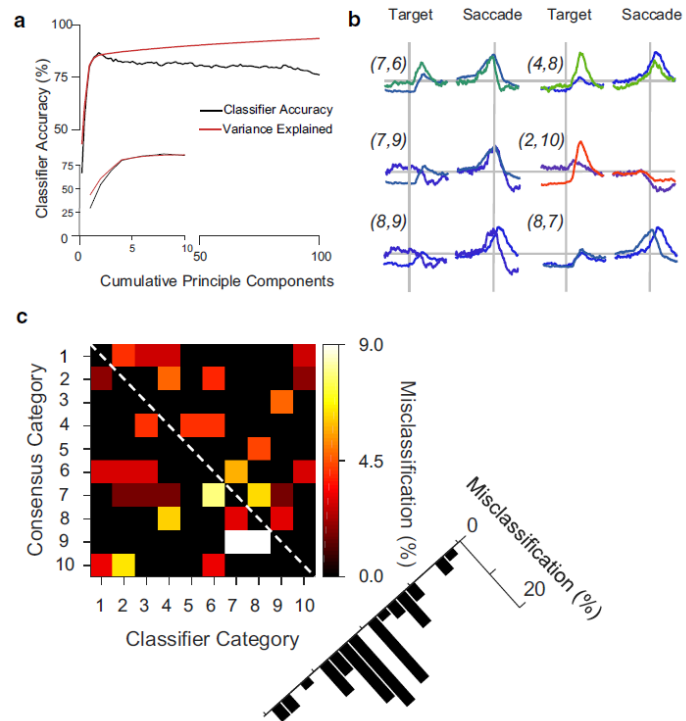 a
100
75
50
75
50
25
0
0
5
10
50
100
Classifier Accuracy (%)
Classifier Accuracy
Variance Explained
Cumulative Principle Components
b
Target
Saccade
Target
Saccade
(7,6)
(4,8)
(7,9)
(2,10)
(8,9)
(8,7)
c
Consensus Category
1
2
3
4
5
6
7
8
9
10
1 2 3 4 5 6 7 8 9 10
Classifier Category
9.0
4.5
0.0
Misclassification (%)
0
20
Misclassification (%)